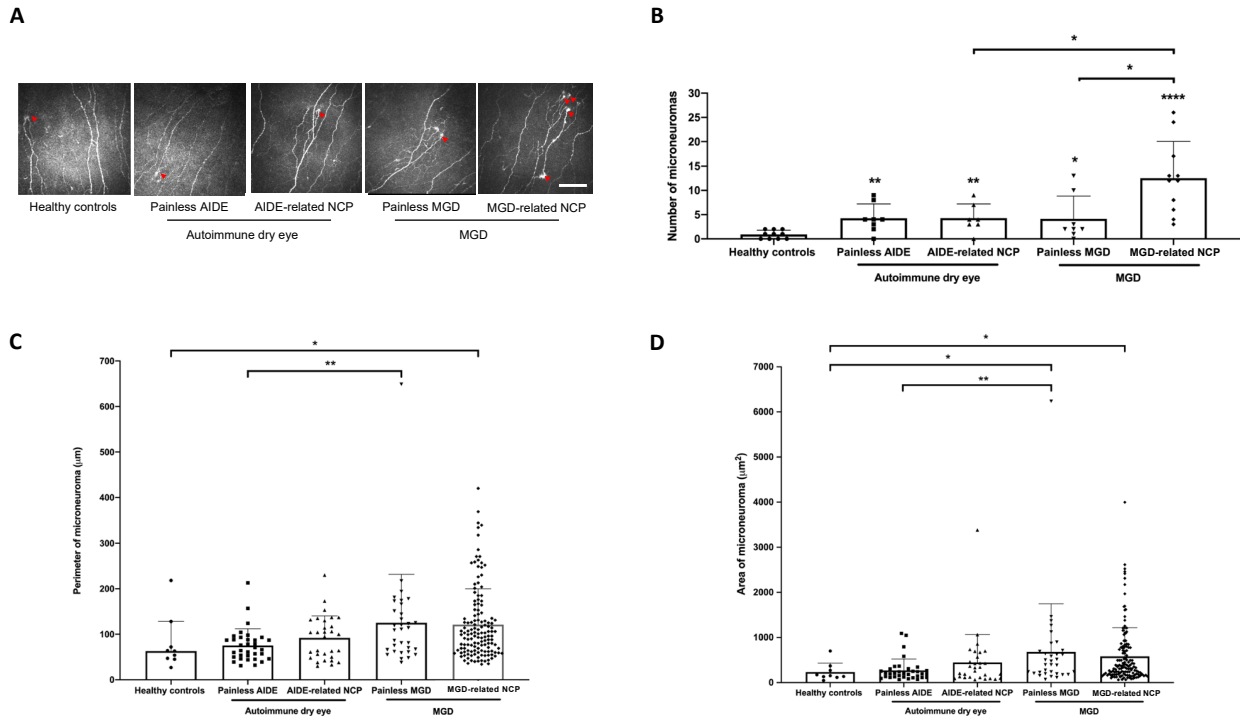 A
Healthy controls
Painless AIDE
AIDE-related NCP
Painless MGD
MGD-related NCP
Autoimmune dry eye
MGD
B
*
*
****
**
**
*
Number of microneuromas
30
25
20
15
10
5
0
Healthy controls
Painless AIDE
AIDE-related NCP
Painless MGD
MGD-related NCP
Autoimmune dry eye
MGD
C
*
**
Perimeter of microneuroma (μm)
700
600
500
400
300
200
100
0
Healthy controls
Painless AIDE
AIDE-related NCP
Painless MGD
MGD-related NCP
Autoimmune dry eye
MGD
D
*
*
**
Area of microneuroma (μm²)
7000
6000
5000
4000
3000
2000
1000
0
Healthy controls
Painless AIDE
AIDE-related NCP
Painless MGD
MGD-related NCP
Autoimmune dry eye
MGD